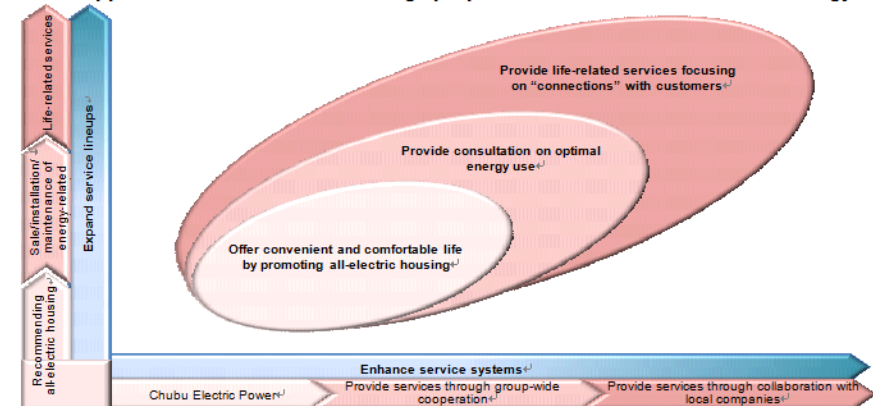 Life-related services
Sale/installation/
maintenance of
energy-related
Recommending
all-electric housing
Expand service lineups
Provide life-related services focusing
on “connections” with customers
Provide consultation on optimal
energy use
Offer convenient and comfortable life
by promoting all-electric housing
Enhance service systems
Chubu Electric Power
Provide services through group-wide
cooperation
Provide services through collaboration with
local companies